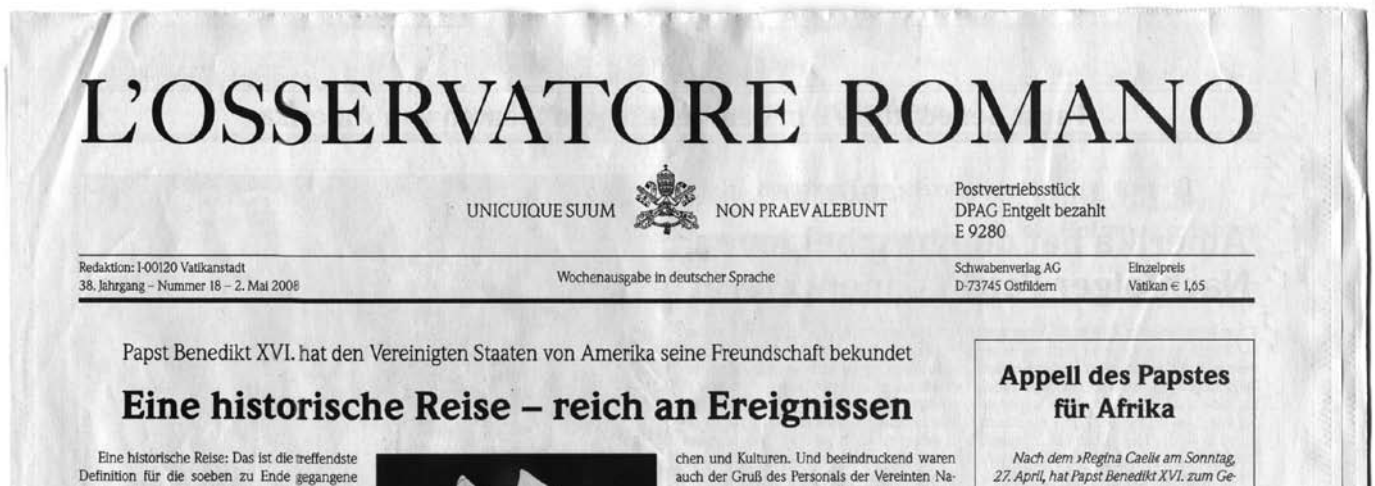 L'OSSERVATORE ROMANO
UNICUIQUE SUUM NON PRAEVALEBUNT
Postvertriebsstück
DPAG Entgelt bezahlt
E 9280
Redaktion: I-00120 Vatikanstadt
38. Jahrgang – Nummer 18 – 2. Mai 2008
Wochenausgabe in deutscher Sprache
Schwabenverlag AG
D-73745 Ostfildern
Einzelpreis
Vatikan € 1,65
Papst Benedikt XVI. hat den Vereinigten Staaten von Amerika seine Freundschaft bekundet
Eine historische Reise – reich an Ereignissen
Eine historische Reise: Das ist die treffendste
Definition für die soeben zu Ende gegangene
chen und Kulturen. Und beeindruckend waren
auch der Gruß des Personals der Vereinten Na-
Appell des Papstes
für Afrika
Nach dem »Regina Caeli« am Sonntag,
27. April, hat Papst Benedikt XVI. zum Ge-